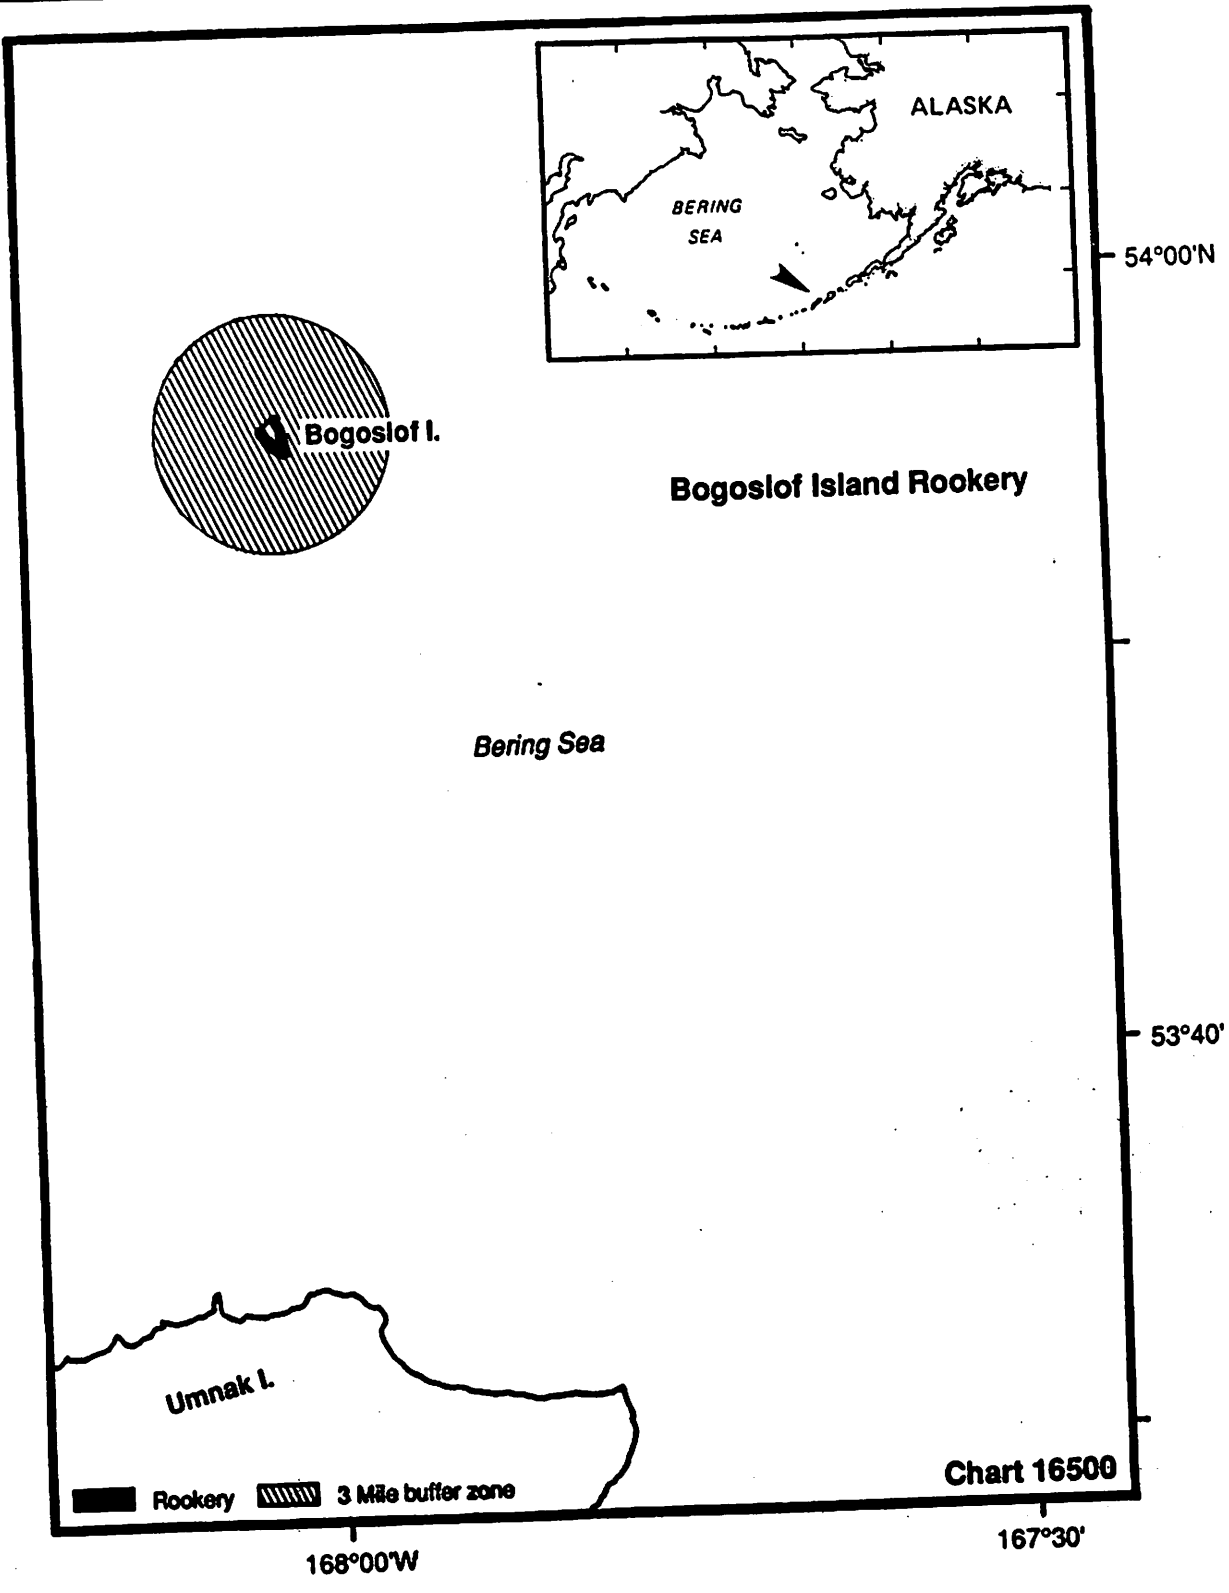 ALASKA
BERING
SEA
54°00'N
Bogoslof I.
Bogoslof Island Rookery
Bering Sea
53°40'
Umnak I.
Chart 16500
Rookery
3 Mile buffer zone
168°00'W
167°30'